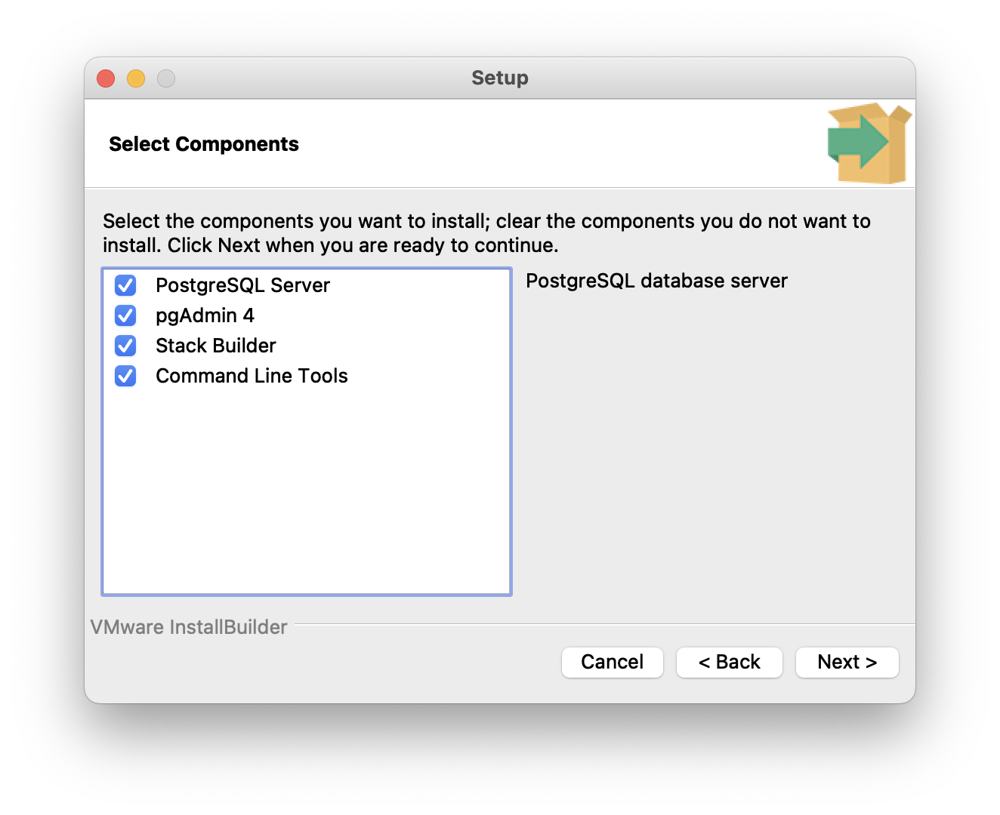 Setup
Select Components
Select the components you want to install; clear the components you do not want to
install. Click Next when you are ready to continue.
PostgreSQL Server
pgAdmin 4
Stack Builder
Command Line Tools
PostgreSQL database server
VMware InstallBuilder
Cancel
< Back
Next >